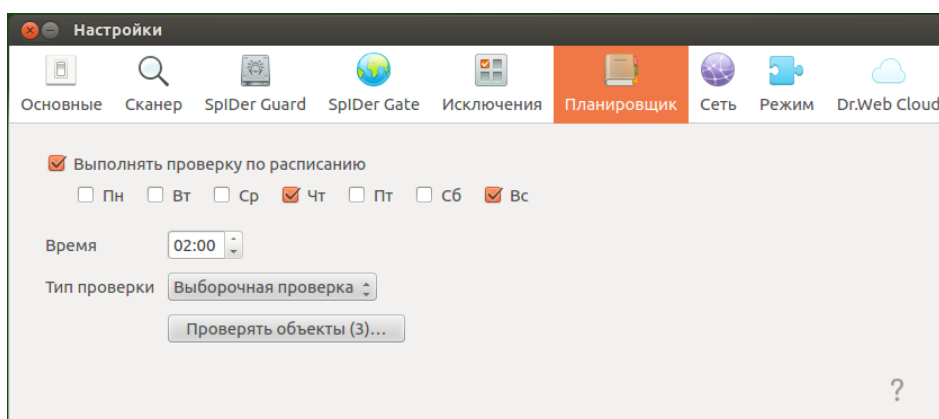 Настройки
Основные Сканер SpIDer Guard SpIDer Gate Исключения Планировщик Сеть Режим Dr.Web Cloud
Выполнять проверку по расписанию
Пн Вт Ср Чт Пт Сб Вс
Время 02:00
Тип проверки Выборочная проверка
Проверять объекты (3)...
?